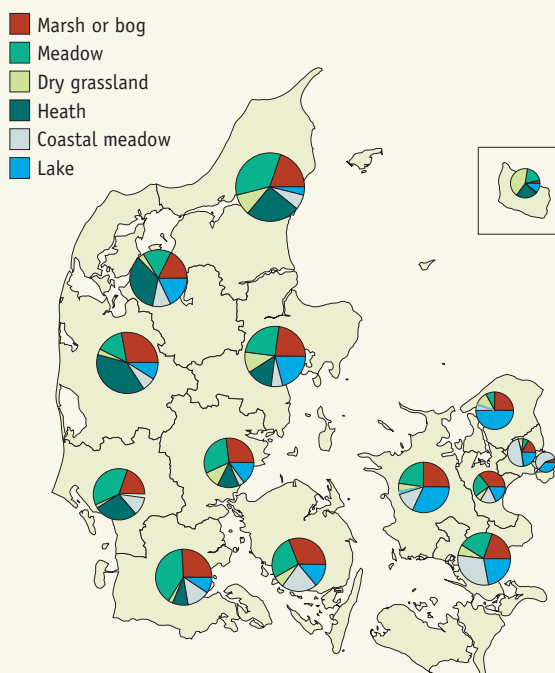 Marsh or bog
Meadow
Dry grassland
Heath
Coastal meadow
Lake